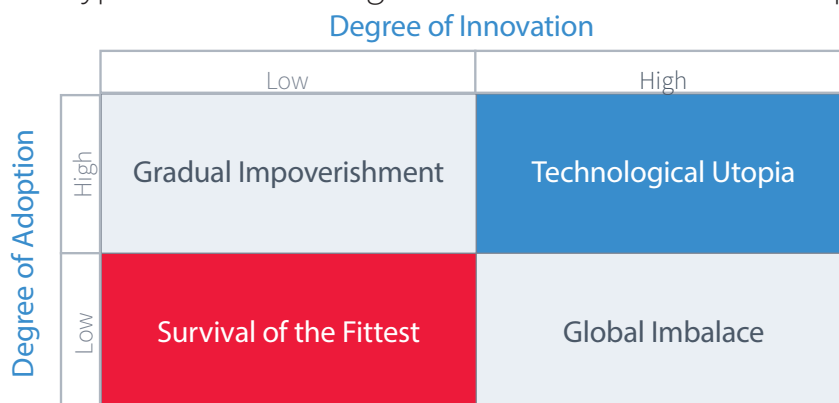 Degree of Innovation
Low High
Degree of Adoption
High
Gradual Impoverishment Technological Utopia
Low
Survival of the Fittest Global Imbalace